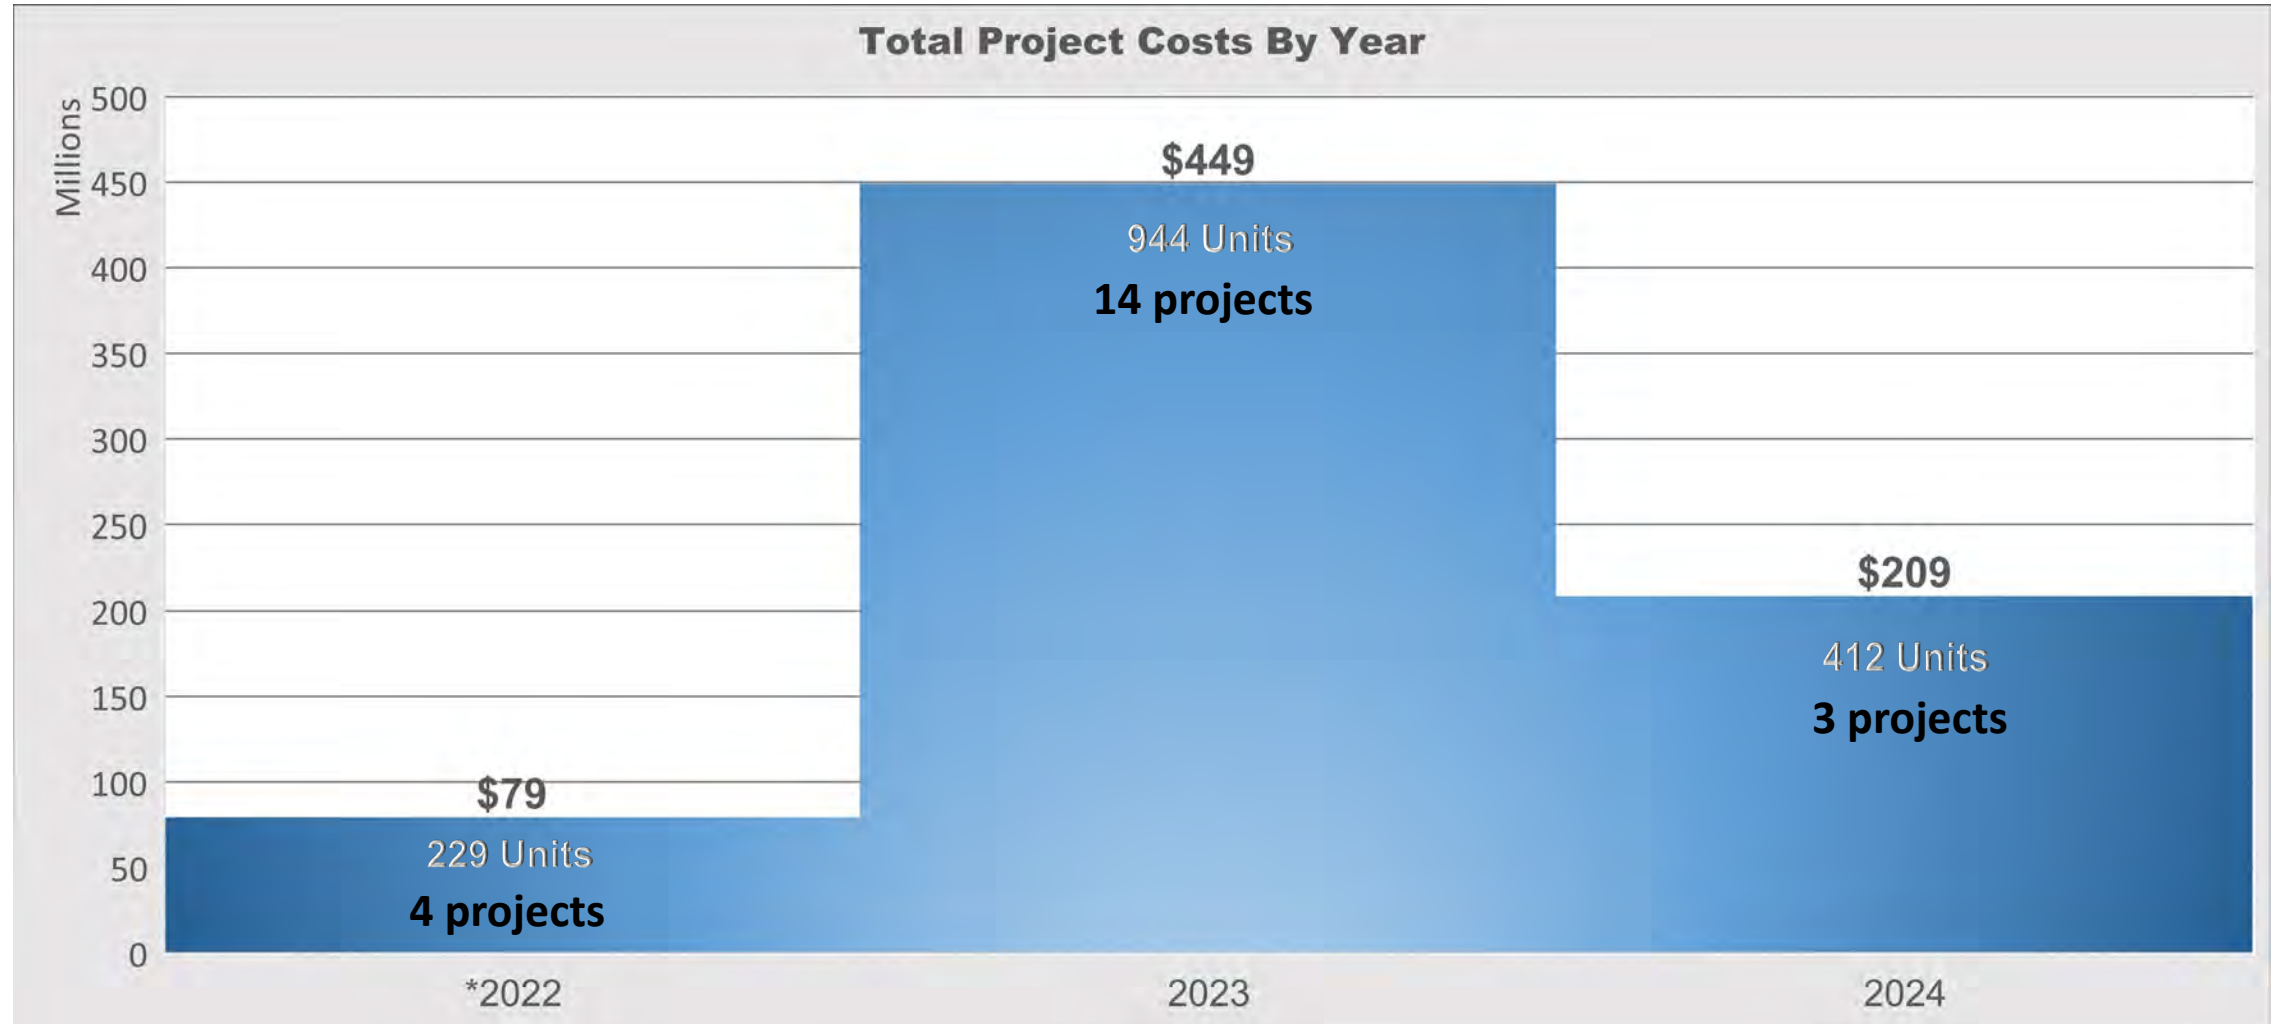 Total Project Costs By Year
Millions
500
450
400
350
300
250
200
150
100
50
0
$79
229 Units
4 projects
$449
944 Units
14 projects
$209
412 Units
3 projects
*2022
2023
2024